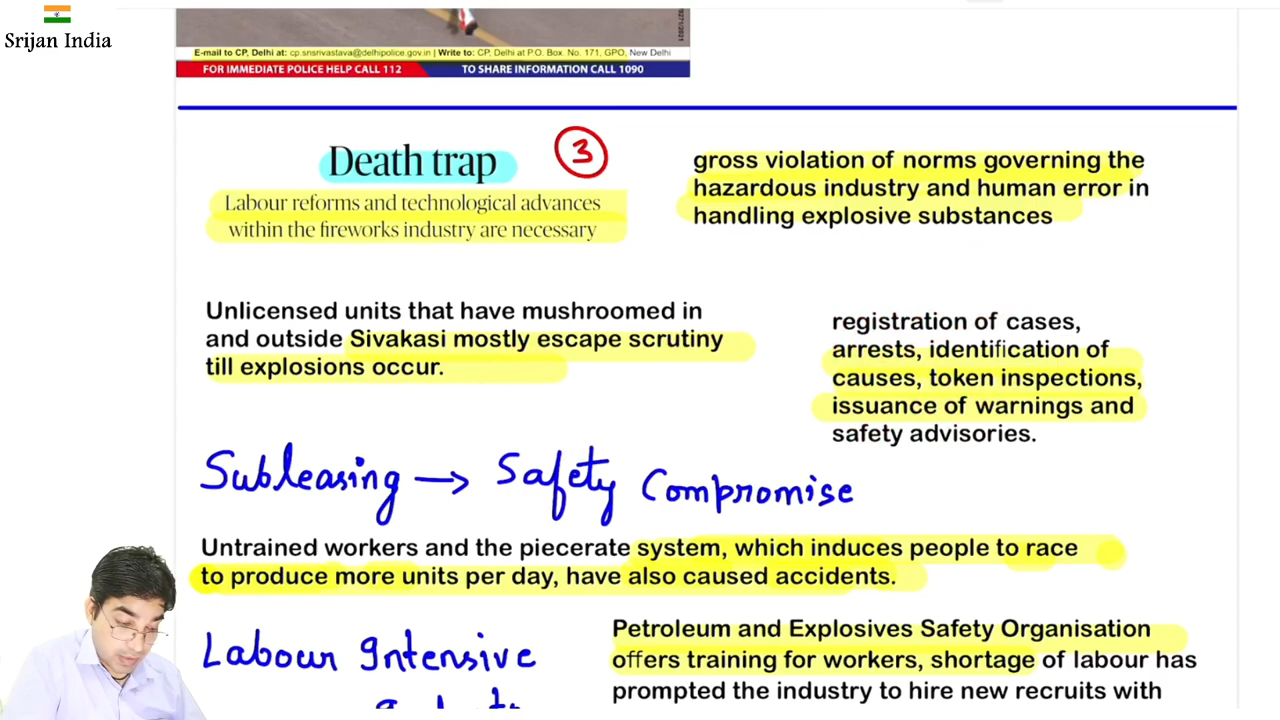 Srijan India
E-mail to CP, Delhi at: cp.snsrivastava@delhipolice.gov.in | Write to: CP, Delhi at P.O. Box. No. 171, GPO, New Delhi
FOR IMMEDIATE POLICE HELP CALL 112 TO SHARE INFORMATION CALL 1090
Death trap
3
Labour reforms and technological advances
within the fireworks industry are necessary
gross violation of norms governing the
hazardous industry and human error in
handling explosive substances
Unlicensed units that have mushroomed in
and outside Sivakasi mostly escape scrutiny
till explosions occur.
registration of cases,
arrests, identification of
causes, token inspections,
issuance of warnings and
safety advisories.
Subleasing → Safety Compromise
Untrained workers and the piecerate system, which induces people to race
to produce more units per day, have also caused accidents.
Labour Intensive
Petroleum and Explosives Safety Organisation
offers training for workers, shortage of labour has
prompted the industry to hire new recruits with